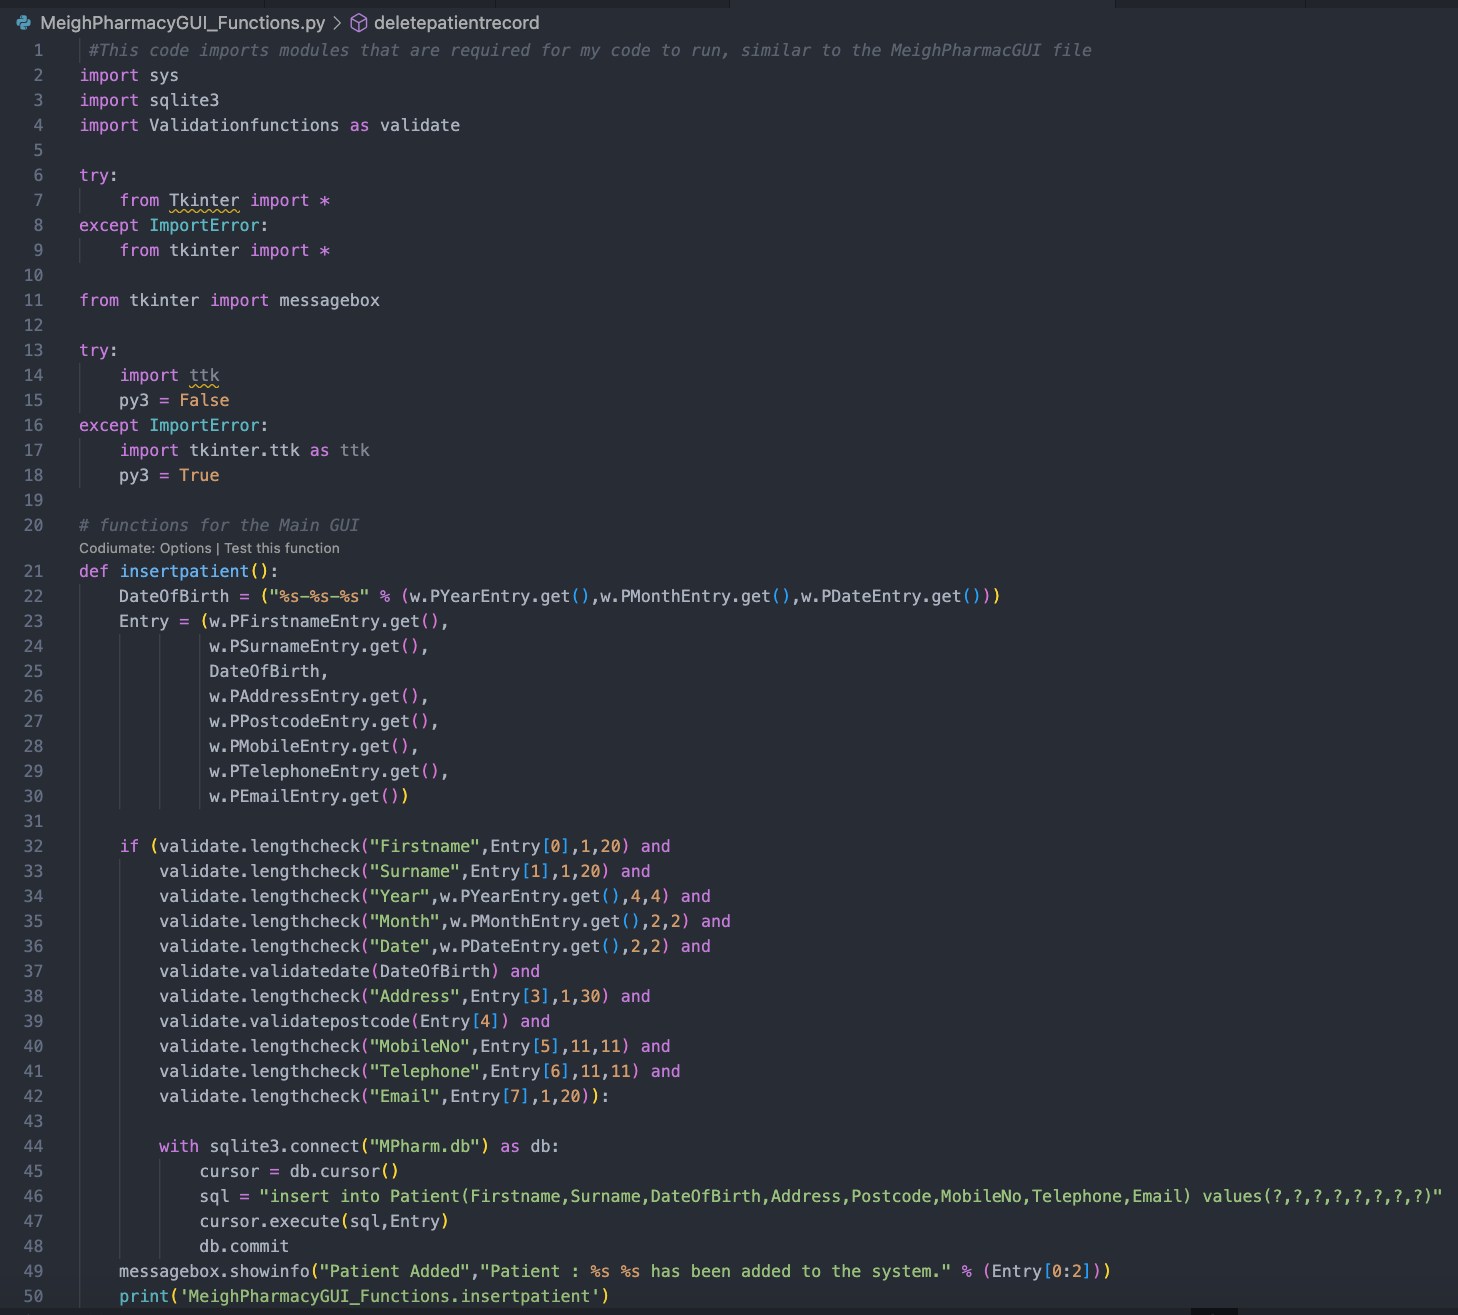 MeighPharmacyGUI_Functions.py > deletepatientrecord
1 #This code imports modules that are required for my code to run, similar to the MeighPharmacGUI file
2 import sys
3 import sqlite3
4 import Validationfunctions as validate
5
6 try:
7     from Tkinter import *
8 except ImportError:
9     from tkinter import *
10
11 from tkinter import messagebox
12
13 try:
14     import ttk
15     py3 = False
16 except ImportError:
17     import tkinter.ttk as ttk
18     py3 = True
19
20 # functions for the Main GUI
Codiumate: Options | Test this function
21 def insertpatient():
22     DateOfBirth = ("%s-%s-%s" % (w.PYearEntry.get(),w.PMonthEntry.get(),w.PDateEntry.get()))
23     Entry = (w.PFirstnameEntry.get(),
24              w.PSurnameEntry.get(),
25              DateOfBirth,
26              w.PAddressEntry.get(),
27              w.PPostcodeEntry.get(),
28              w.PMobileEntry.get(),
29              w.PTelephoneEntry.get(),
30              w.PEmailEntry.get())
31
32     if (validate.lengthcheck("Firstname",Entry[0],1,20) and
33         validate.lengthcheck("Surname",Entry[1],1,20) and
34         validate.lengthcheck("Year",w.PYearEntry.get(),4,4) and
35         validate.lengthcheck("Month",w.PMonthEntry.get(),2,2) and
36         validate.lengthcheck("Date",w.PDateEntry.get(),2,2) and
37         validate.validatedate(DateOfBirth) and
38         validate.lengthcheck("Address",Entry[3],1,30) and
39         validate.validatepostcode(Entry[4]) and
40         validate.lengthcheck("MobileNo",Entry[5],11,11) and
41         validate.lengthcheck("Telephone",Entry[6],11,11) and
42         validate.lengthcheck("Email",Entry[7],1,20)):
43
44         with sqlite3.connect("MPharm.db") as db:
45             cursor = db.cursor()
46             sql = "insert into Patient(Firstname,Surname,DateOfBirth,Address,Postcode,MobileNo,Telephone,Email) values(?,?,?,?,?,?,?,?)"
47             cursor.execute(sql,Entry)
48             db.commit
49     messagebox.showinfo("Patient Added","Patient : %s %s has been added to the system." % (Entry[0:2]))
50     print('MeighPharmacyGUI_Functions.insertpatient')